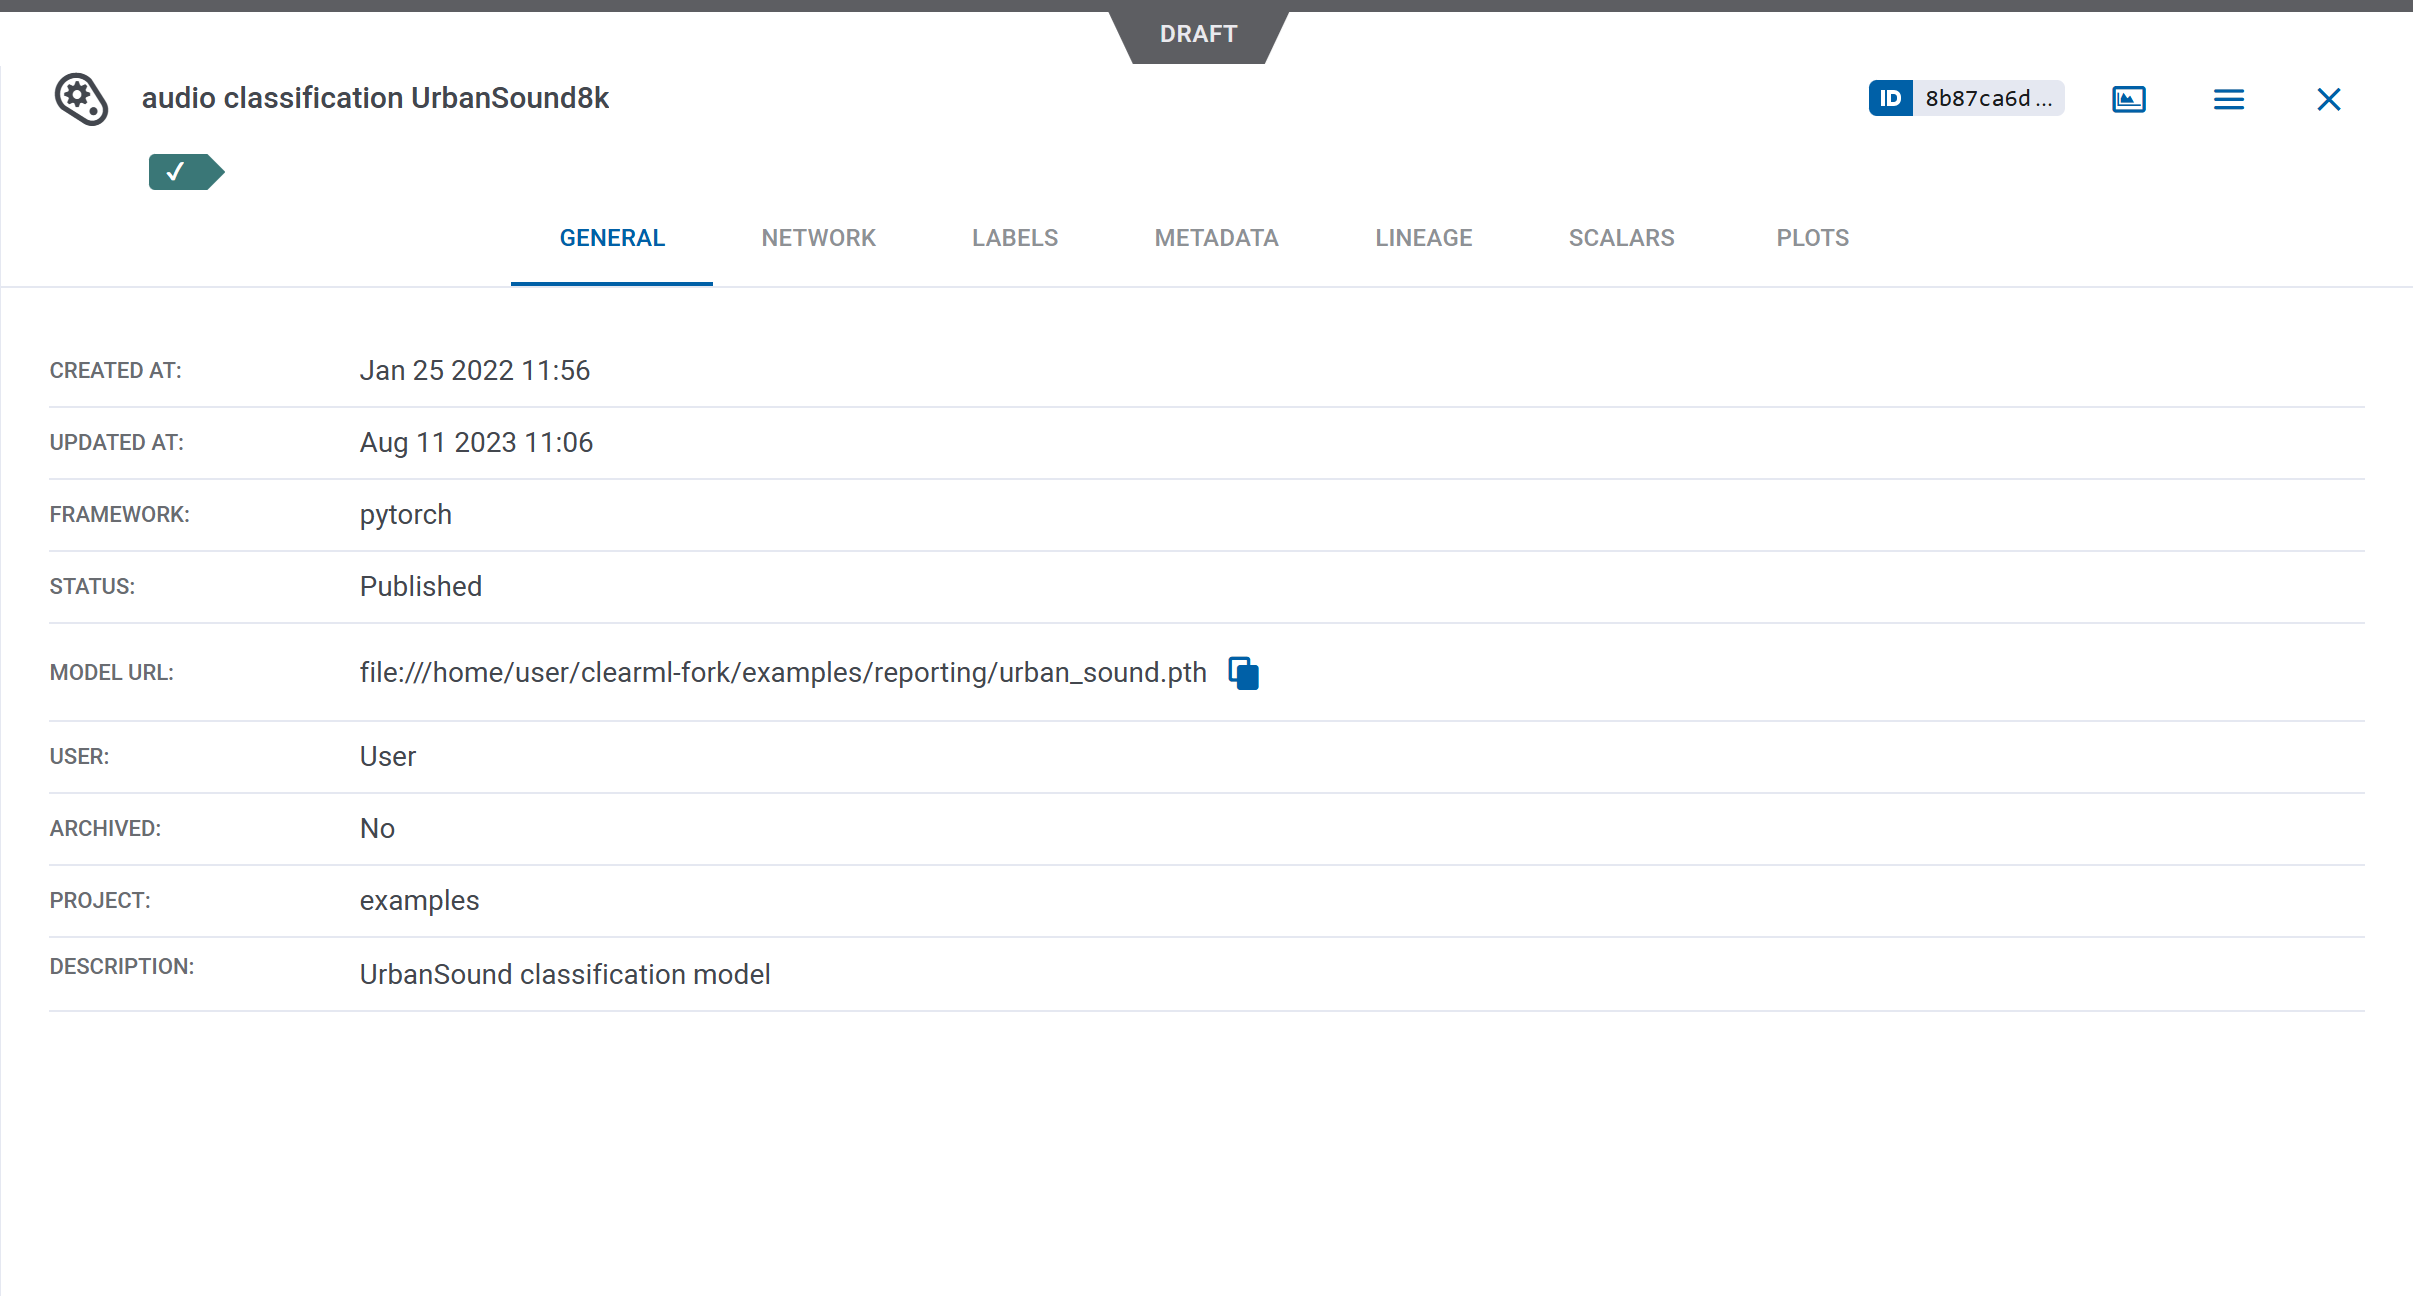 DRAFT
audio classification UrbanSound8k
ID 8b87ca6d...
✓
GENERAL NETWORK LABELS METADATA LINEAGE SCALARS PLOTS
CREATED AT: Jan 25 2022 11:56
UPDATED AT: Aug 11 2023 11:06
FRAMEWORK: pytorch
STATUS: Published
MODEL URL: file:///home/user/clearml-fork/examples/reporting/urban_sound.pth
USER: User
ARCHIVED: No
PROJECT: examples
DESCRIPTION: UrbanSound classification model